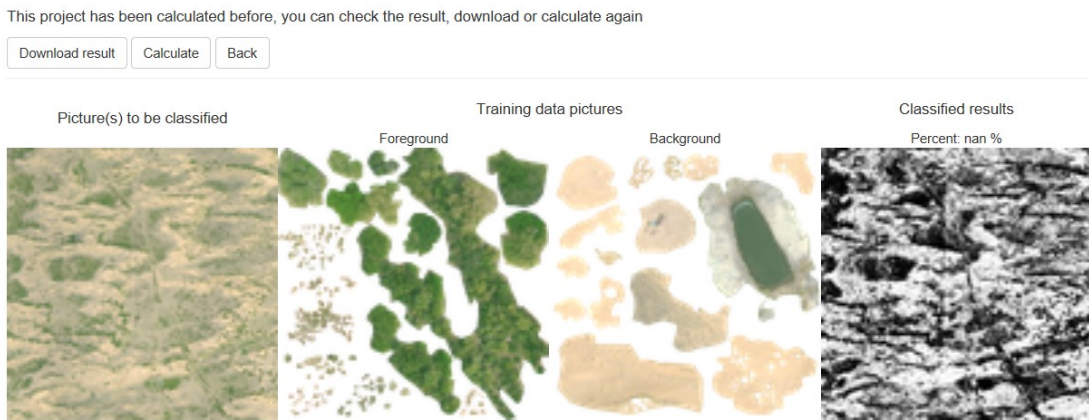 This project has been calculated before, you can check the result, download or calculate again
Download result Calculate Back
Picture(s) to be classified
Training data pictures
Foreground Background
Classified results
Percent: nan %